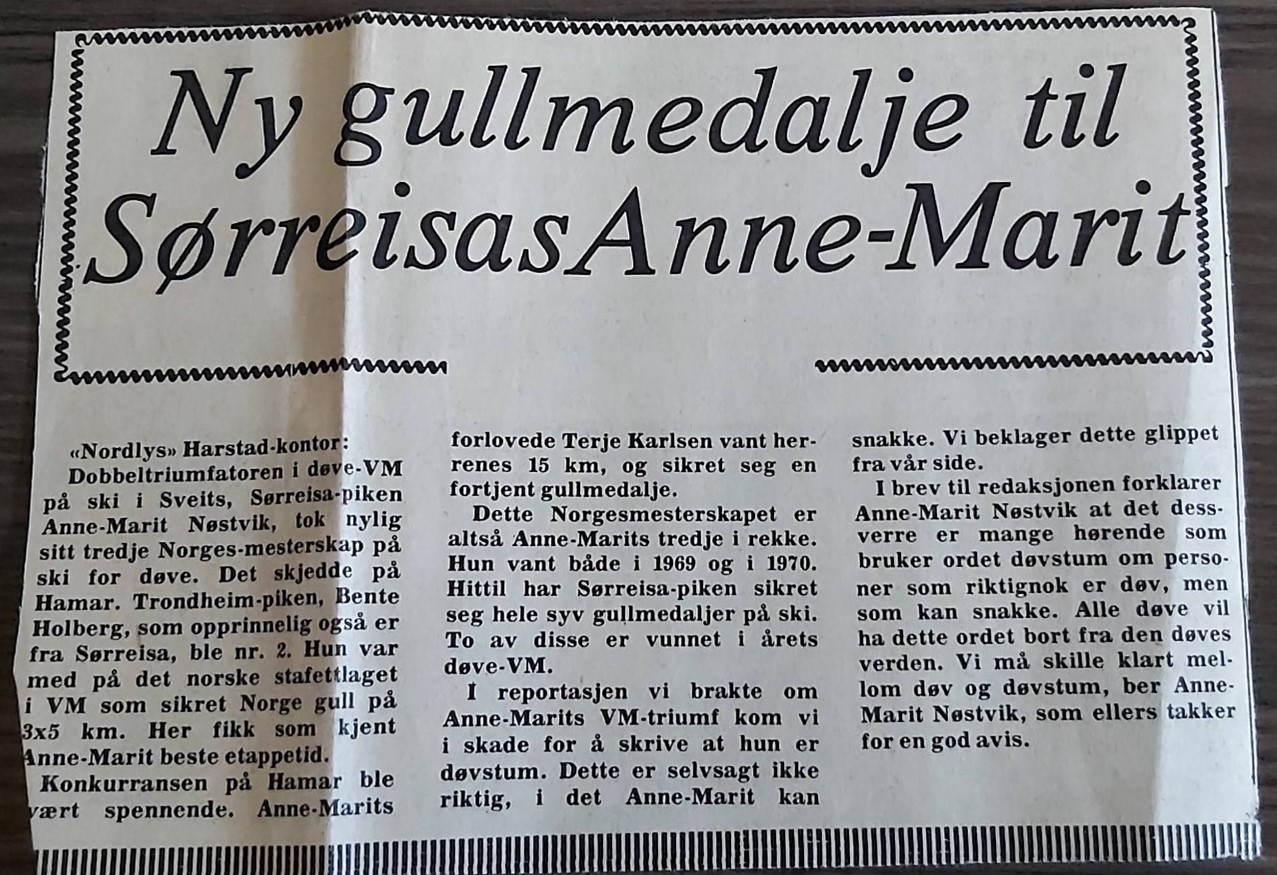 Ny gullmedalje til
Sørreisas Anne-Marit
«Nordlys» Harstad-kontor:
Dobbeltriumfatoren i døve-VM
på ski i Sveits, Sørreisa-piken
Anne-Marit Nøstvik, tok nylig
sitt tredje Norges-mesterskap på
ski for døve. Det skjedde på
Hamar. Trondheim-piken, Bente
Holberg, som opprinnelig også er
fra Sørreisa, ble nr. 2. Hun var
med på det norske stafettlaget
i VM som sikret Norge gull på
3x5 km. Her fikk som kjent
Anne-Marit beste etappetid.
Konkurransen på Hamar ble
vært spennende. Anne-Marits
forlovede Terje Karlsen vant her-
renes 15 km, og sikret seg en
fortjent gullmedalje.
Dette Norgesmesterskapet er
altså Anne-Marits tredje i rekke.
Hun vant både i 1969 og i 1970.
Hittil har Sørreisa-piken sikret
seg hele syv gullmedaljer på ski.
To av disse er vunnet i årets
døve-VM.
I reportasjen vi brakte om
Anne-Marits VM-triumf kom vi
i skade for å skrive at hun er
døvstum. Dette er selvsagt ikke
riktig, i det Anne-Marit kan
snakke. Vi beklager dette glippet
fra vår side.
I brev til redaksjonen forklarer
Anne-Marit Nøstvik at det dess-
verre er mange hørende som
bruker ordet døvstum om perso-
ner som riktignok er døv, men
som kan snakke. Alle døve vil
ha dette ordet bort fra den døves
verden. Vi må skille klart mel-
lom døv og døvstum, ber Anne-
Marit Nøstvik, som ellers takker
for en god avis.